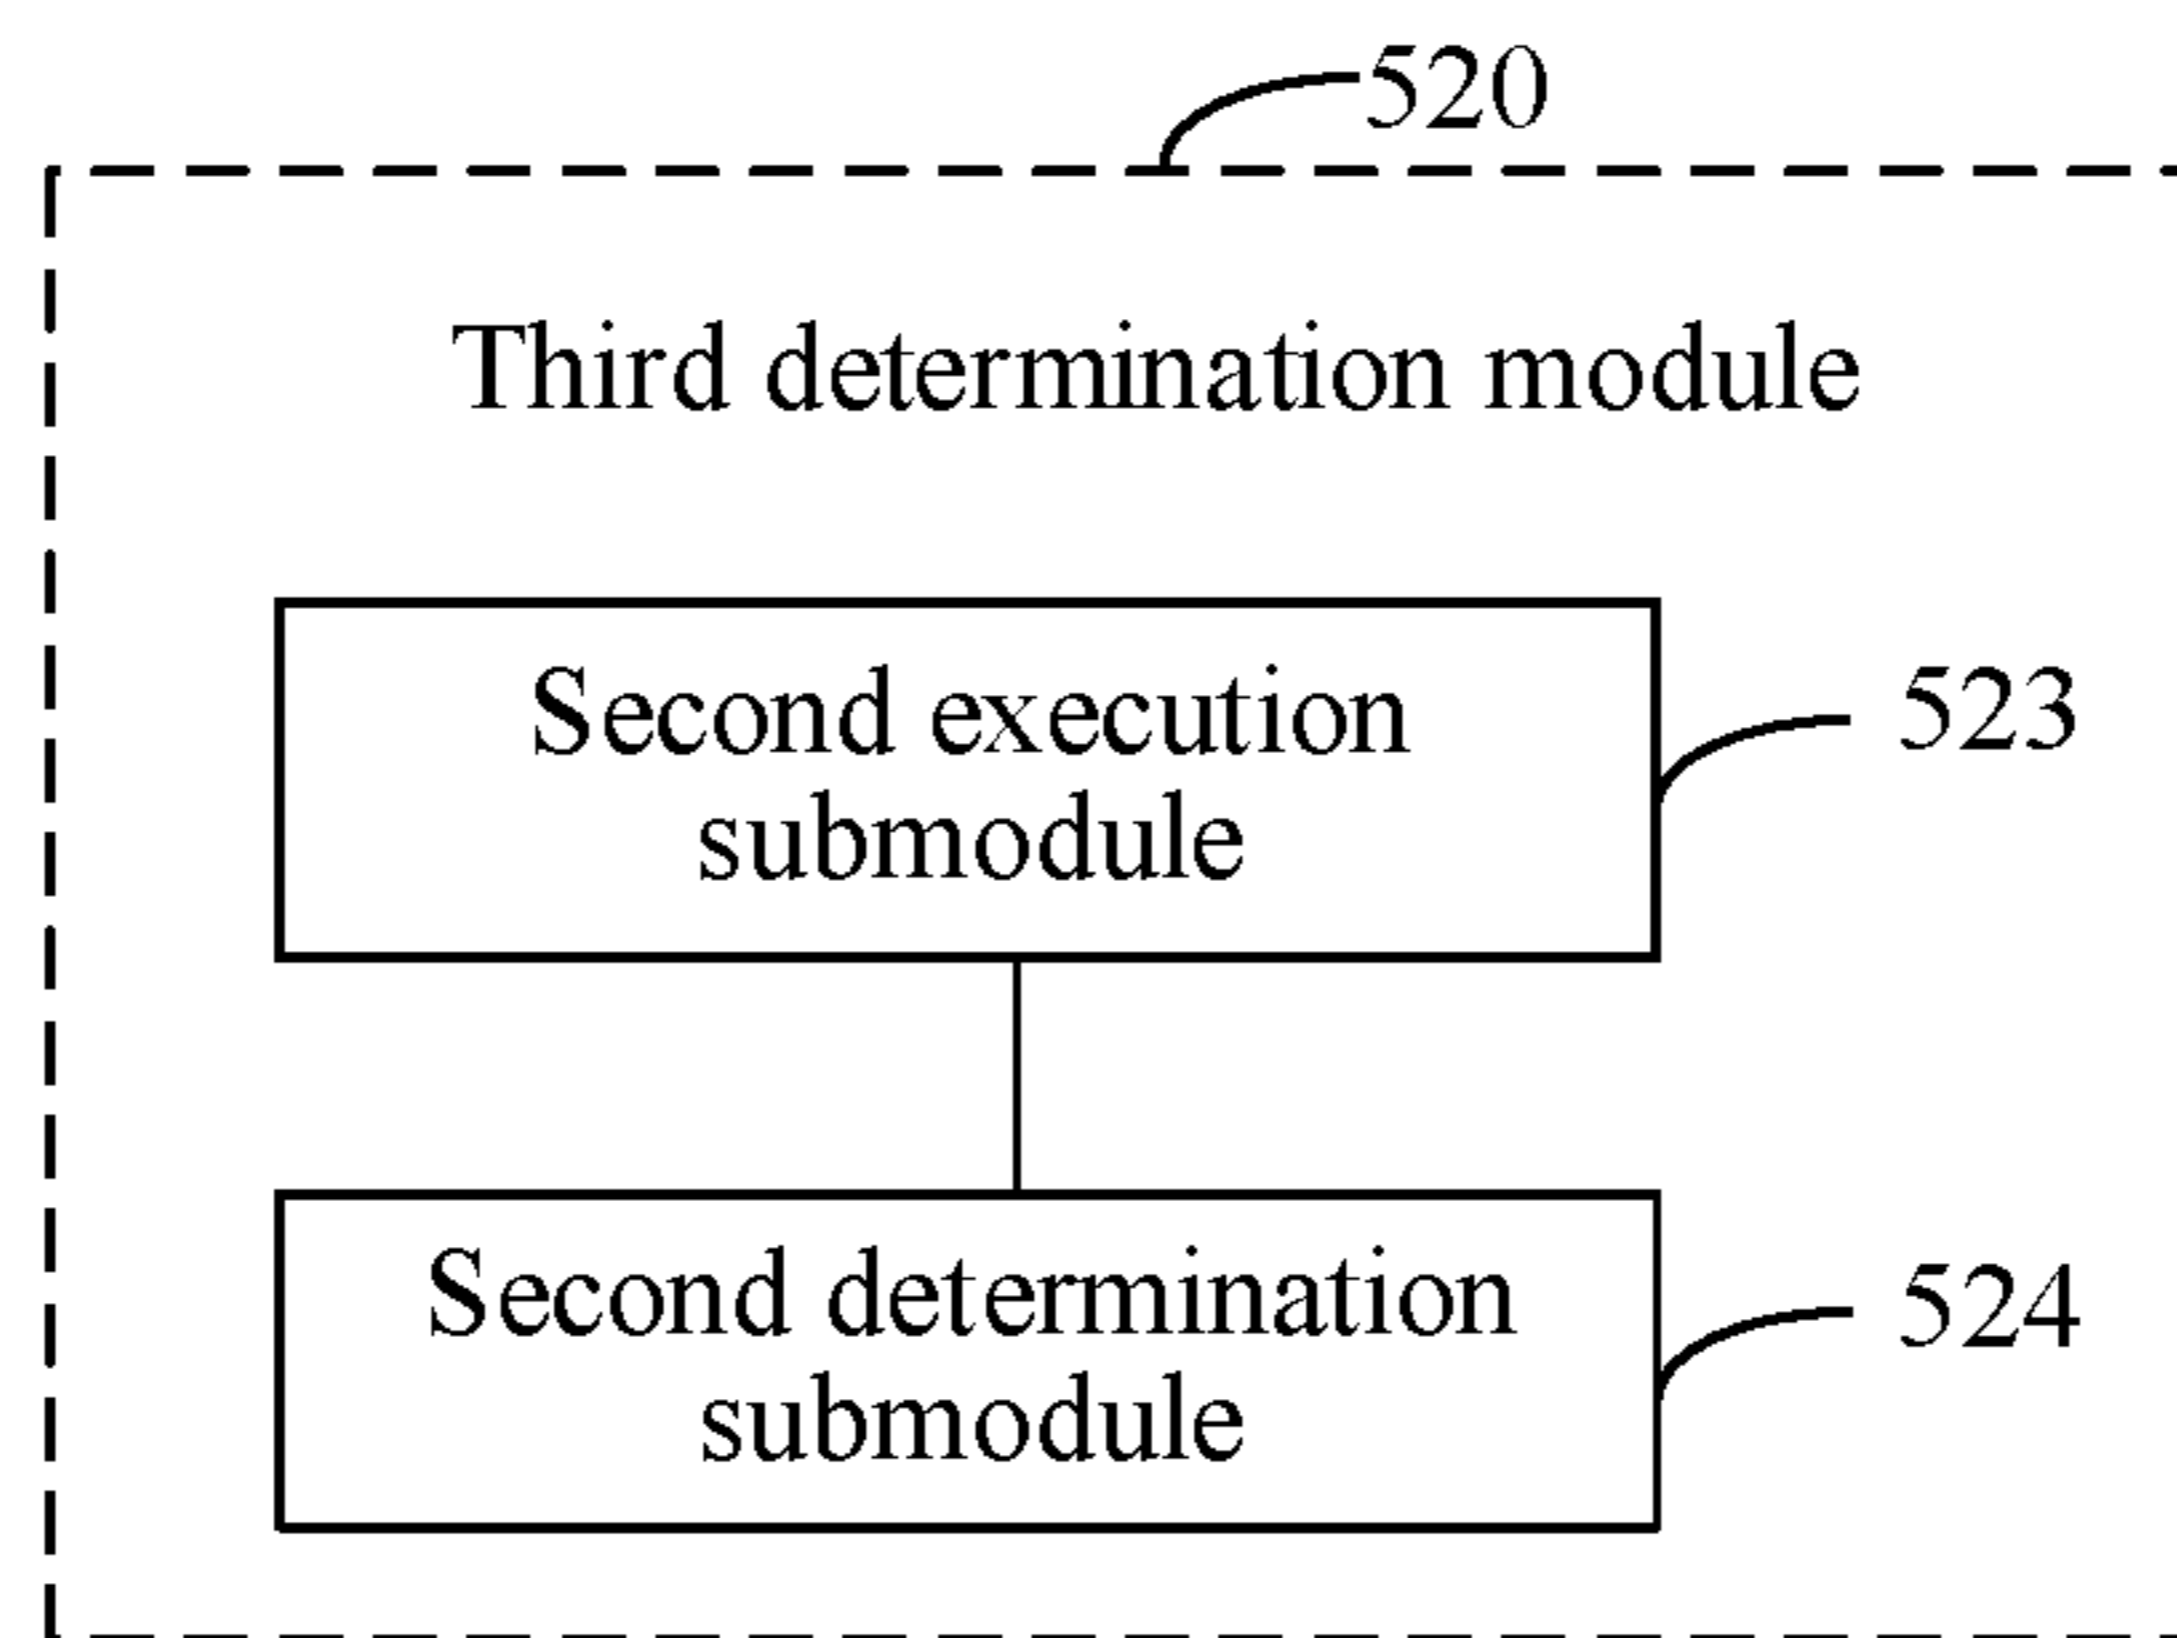 520
Third determination module
Second execution
submodule
523
Second determination
submodule
524